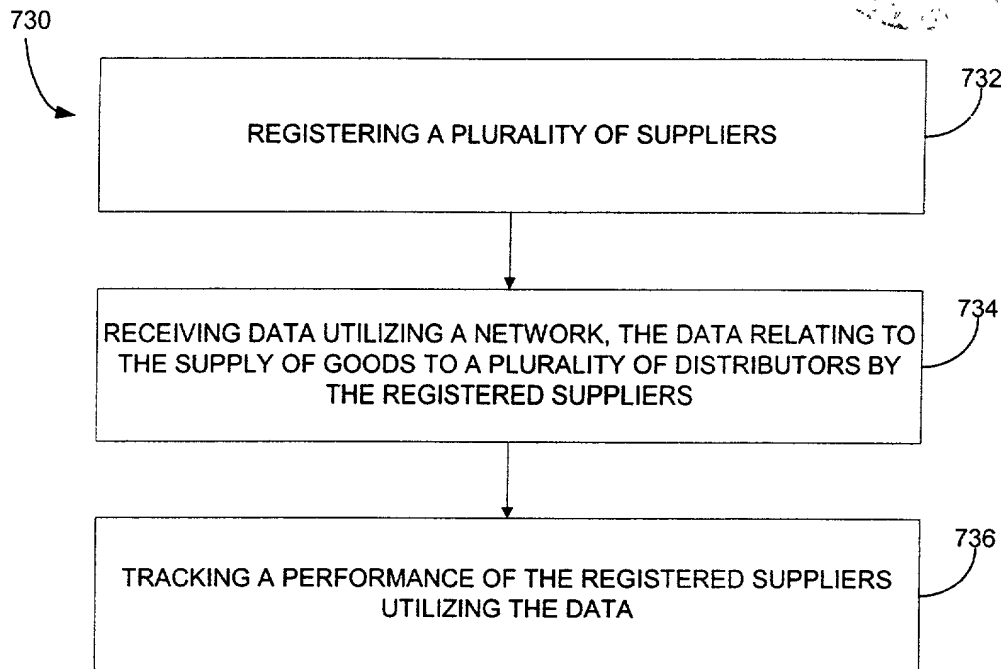 730
732
REGISTERING A PLURALITY OF SUPPLIERS
734
RECEIVING DATA UTILIZING A NETWORK, THE DATA RELATING TO
THE SUPPLY OF GOODS TO A PLURALITY OF DISTRIBUTORS BY
THE REGISTERED SUPPLIERS
736
TRACKING A PERFORMANCE OF THE REGISTERED SUPPLIERS
UTILIZING THE DATA